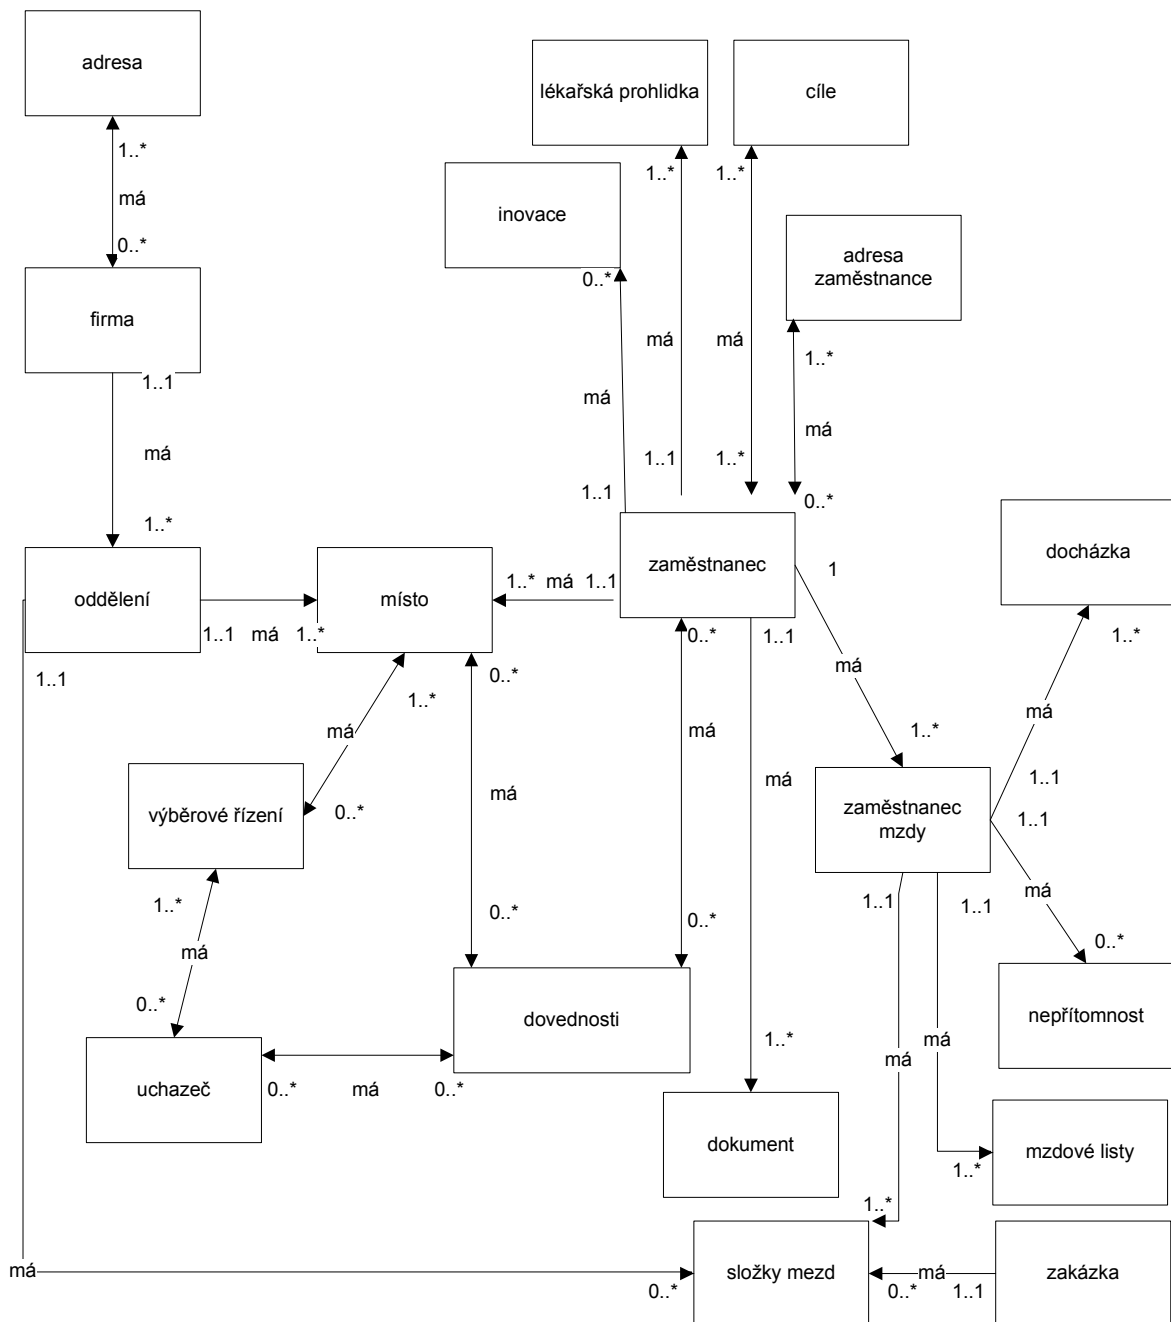 adresa
1..*
má
0..*
firma
1..1
má
1..*
oddělení
1..1
má
1..*
1..1
místo
1..*
má
1..1
lékařská prohlidka
1..*
má
1..1
cíle
1..*
má
1..*
inovace
0..*
má
1..1
adresa
zaměstnance
1..*
má
0..*
zaměstnanec
1
má
1..*
docházka
1..*
má
1..1
zaměstnanec
mzdy
1..1
má
0..*
nepřítomnost
1..*
má
0..*
výběrové řízení
1..*
má
0..*
uchazeč
0..*
má
0..*
0..*
má
0..*
dovednosti
0..*
má
0..*
1..1
má
1..*
dokument
1..1
má
1..*
1..1
má
1..*
mzdové listy
má
0..*
složky mezd
má
0..*
1..1
zakázka